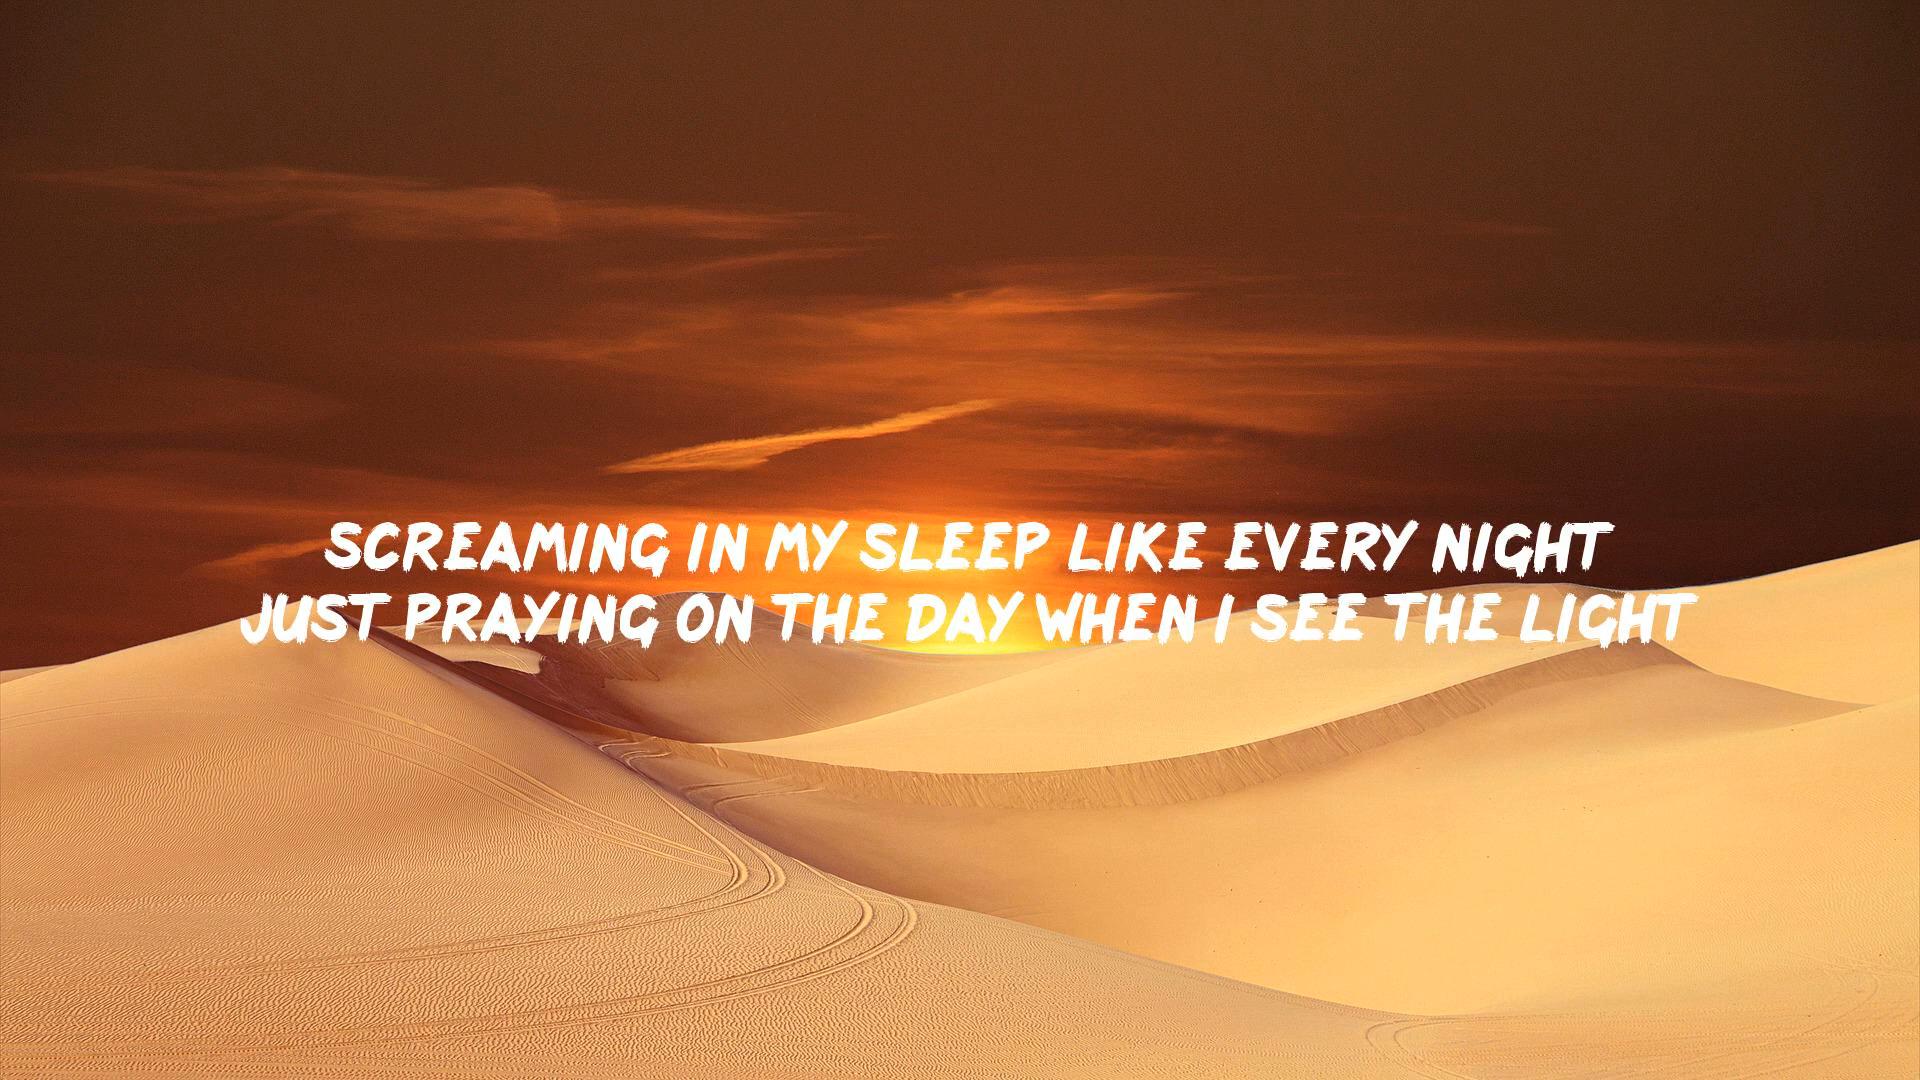 SCREAMING IN MY SLEEP LIKE EVERY NIGHT
JUST PRAYING ON THE DAY WHEN I SEE THE LIGHT